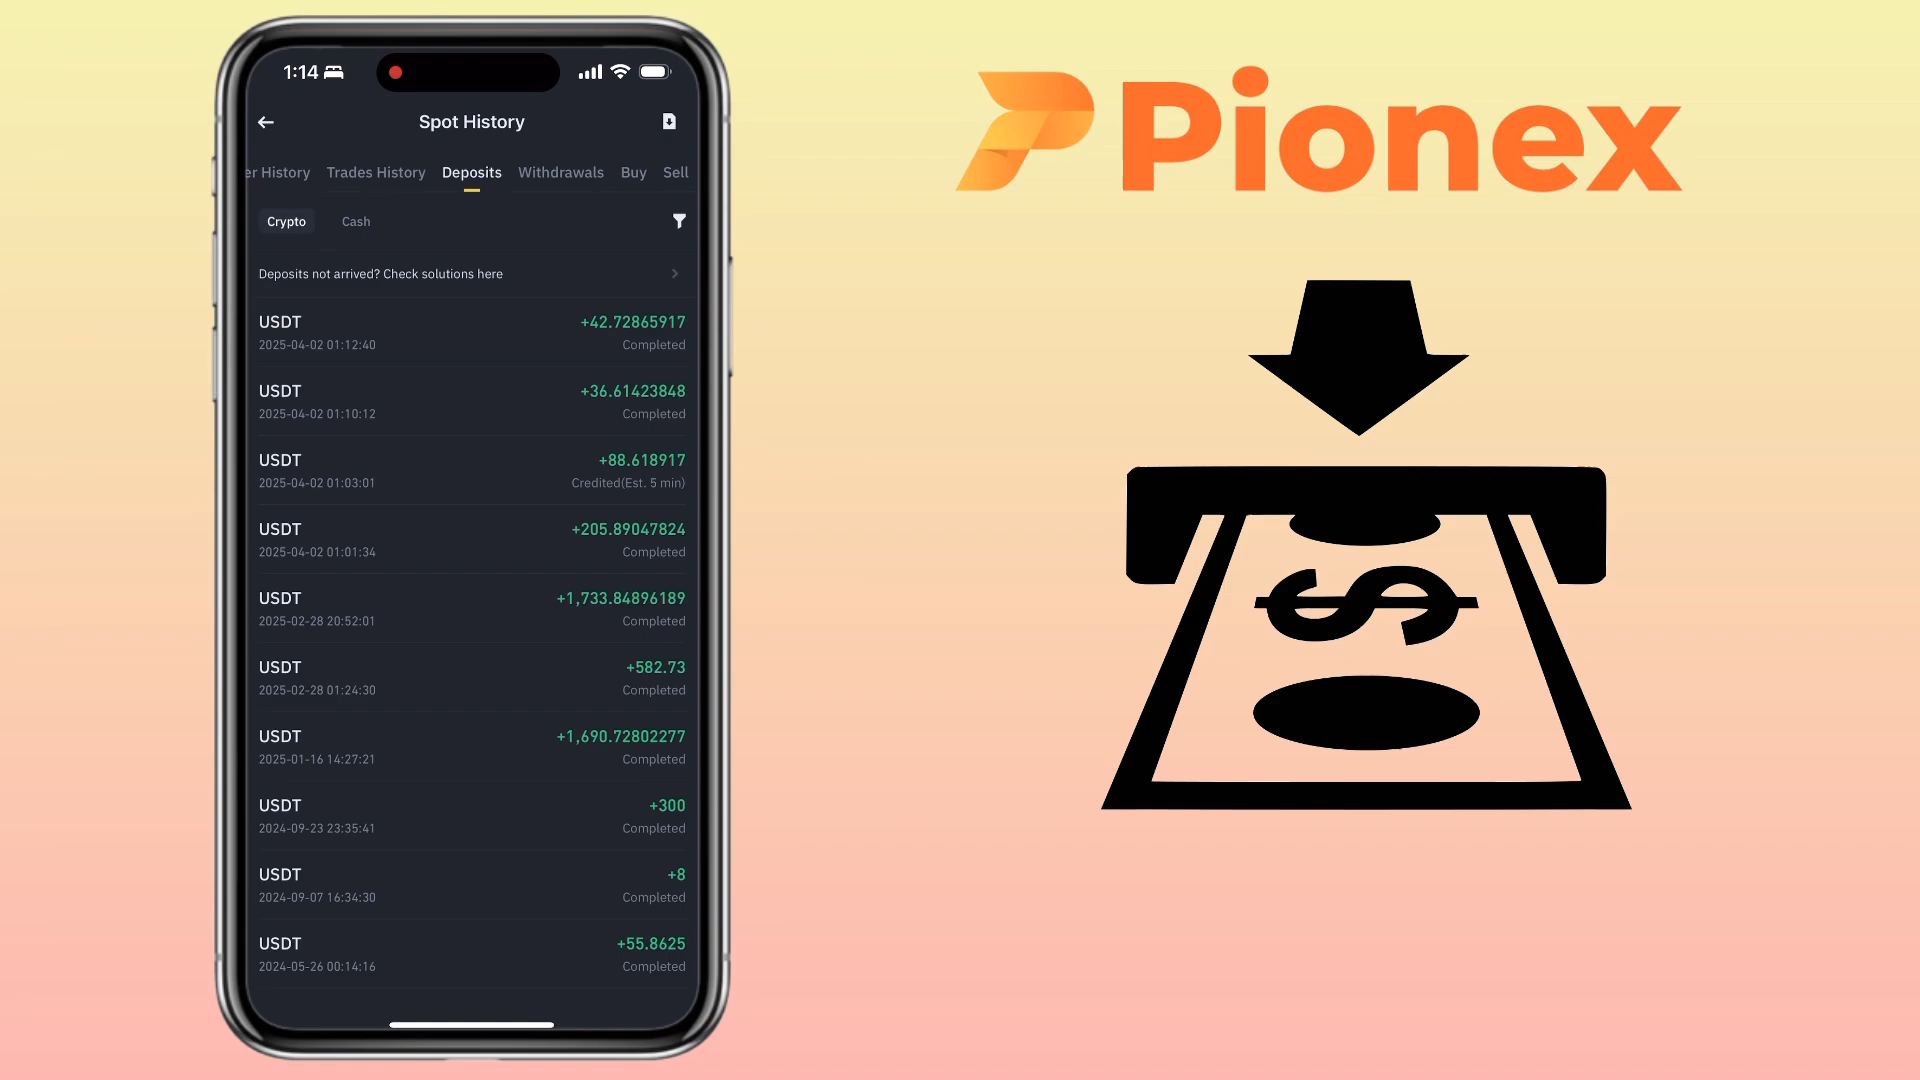 1:14
Spot History
er History Trades History Deposits Withdrawals Buy Sell
Crypto Cash
Deposits not arrived? Check solutions here
USDT +42.72865917
2025-04-02 01:12:40 Completed
USDT +36.61423848
2025-04-02 01:10:12 Completed
USDT +88.618917
2025-04-02 01:03:01 Credited(Est. 5 min)
USDT +205.89047824
2025-04-02 01:01:34 Completed
USDT +1,733.84896189
2025-02-28 20:52:01 Completed
USDT +582.73
2025-02-28 01:24:30 Completed
USDT +1,690.72802277
2025-01-16 14:27:21 Completed
USDT +300
2024-09-23 23:35:41 Completed
USDT +8
2024-09-07 16:34:30 Completed
USDT +55.8625
2024-05-26 00:14:16 Completed
Pionex
$